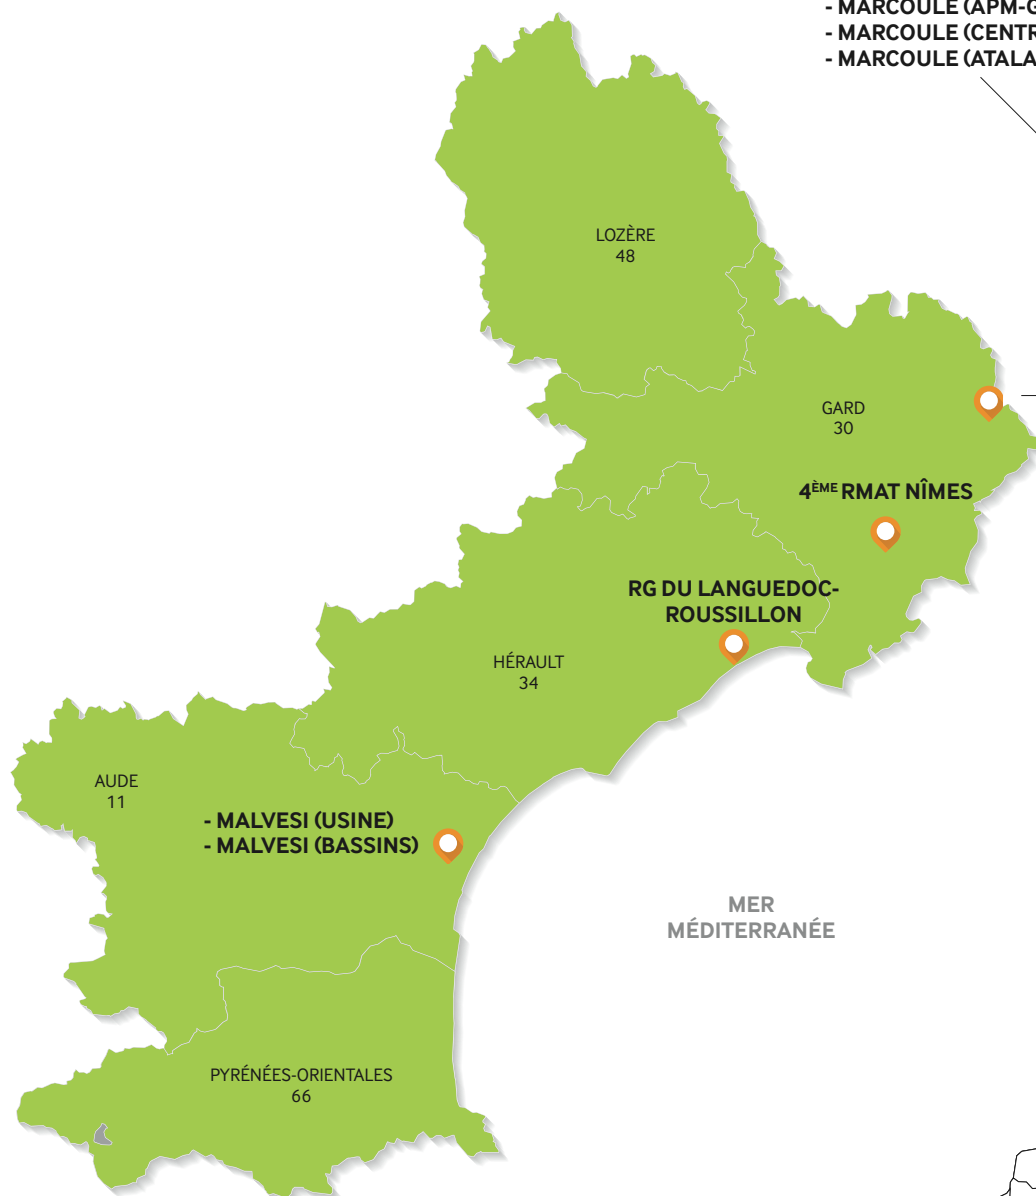 - MARCOULE (APM-G
- MARCOULE (CENTR
- MARCOULE (ATALA
LOZÈRE
48
GARD
30
4ÈME RMAT NÎMES
RG DU LANGUEDOC-
ROUSSILLON
HÉRAULT
34
AUDE
11
- MALVESI (USINE)
- MALVESI (BASSINS)
MER
MÉDITERRANÉE
PYRÉNÉES-ORIENTALES
66